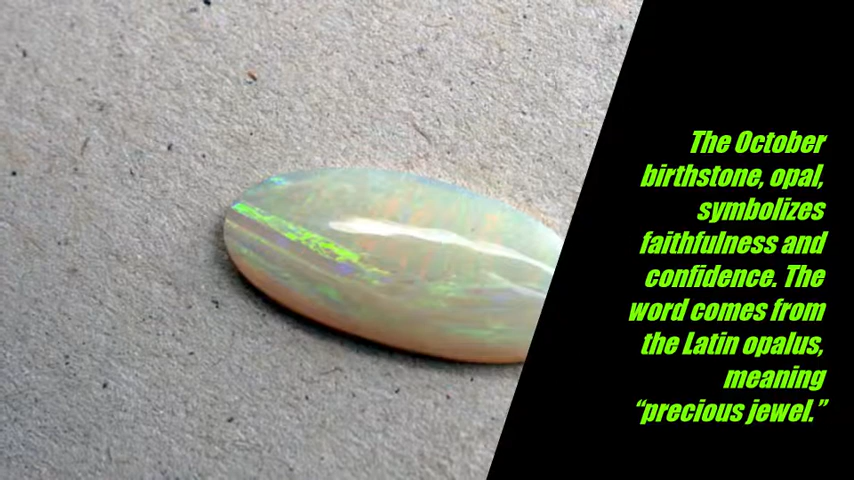 The October
birthstone, opal,
symbolizes
faithfulness and
confidence. The
word comes from
the Latin opalus,
meaning
“precious jewel.”